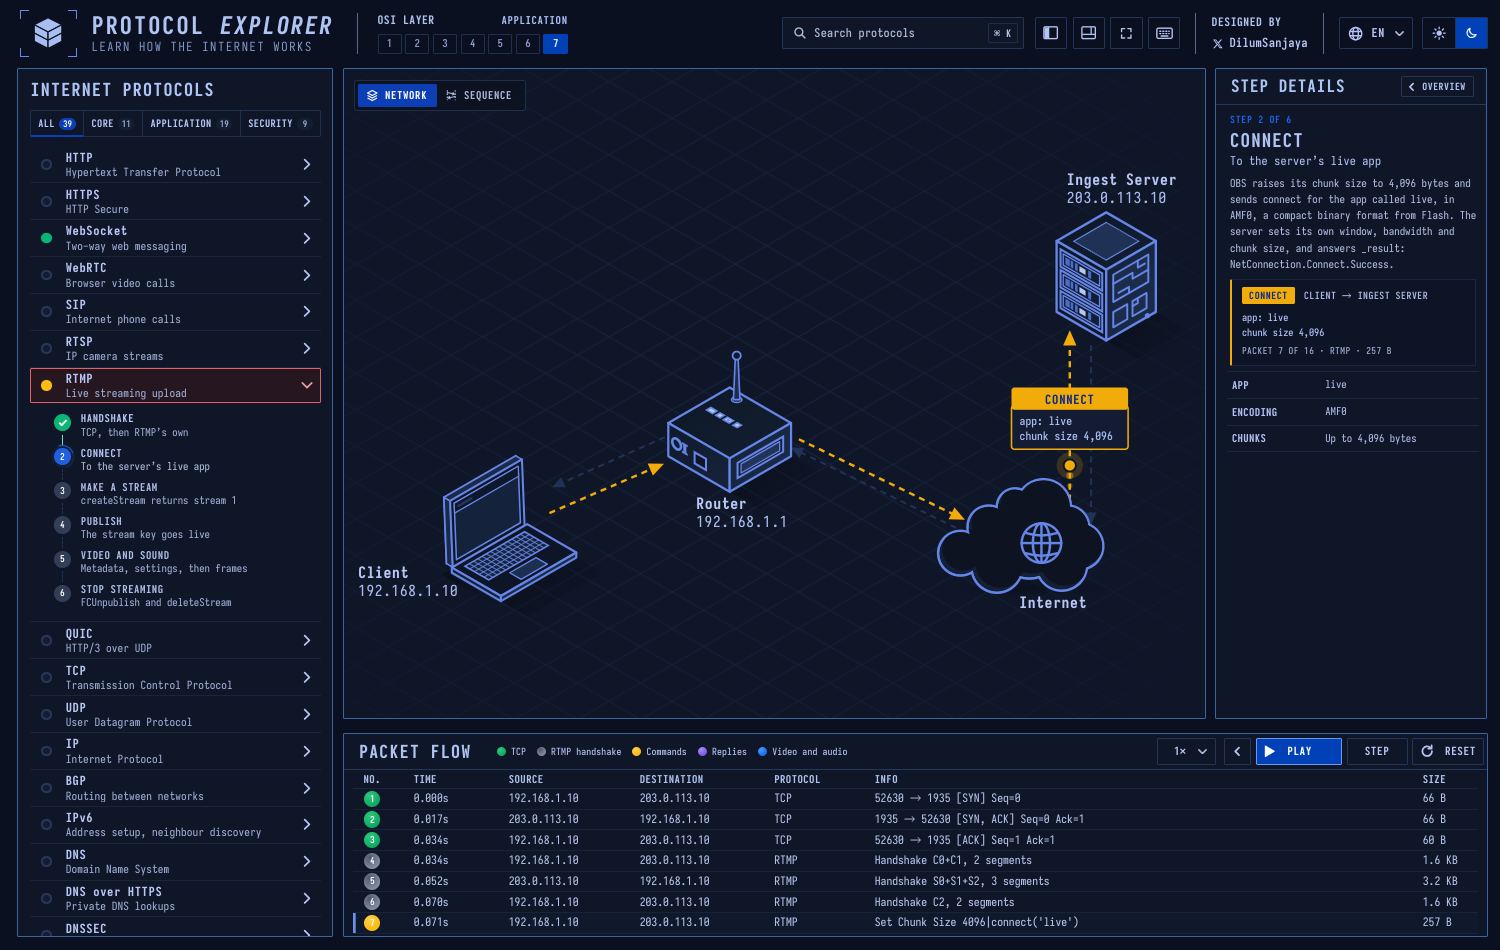 PROTOCOL EXPLORER
LEARN HOW THE INTERNET WORKS
OSI LAYER
APPLICATION
1 2 3 4 5 6 7
Search protocols
⌘ K
DESIGNED BY
DilumSanjaya
EN
INTERNET PROTOCOLS
ALL 39
CORE 11
APPLICATION 19
SECURITY 9
HTTP
Hypertext Transfer Protocol
HTTPS
HTTP Secure
WebSocket
Two-way web messaging
WebRTC
Browser video calls
SIP
Internet phone calls
RTSP
IP camera streams
RTMP
Live streaming upload
HANDSHAKE
TCP, then RTMP’s own
2
CONNECT
To the server’s live app
3
MAKE A STREAM
createStream returns stream 1
4
PUBLISH
The stream key goes live
5
VIDEO AND SOUND
Metadata, settings, then frames
6
STOP STREAMING
FCUnpublish and deleteStream
QUIC
HTTP/3 over UDP
TCP
Transmission Control Protocol
UDP
User Datagram Protocol
IP
Internet Protocol
BGP
Routing between networks
IPv6
Address setup, neighbour discovery
DNS
Domain Name System
DNS over HTTPS
Private DNS lookups
DNSSEC
NETWORK
SEQUENCE
Ingest Server
203.0.113.10
CONNECT
app: live
chunk size 4,096
Router
192.168.1.1
Client
192.168.1.10
Internet
STEP DETAILS
OVERVIEW
STEP 2 OF 6
CONNECT
To the server’s live app
OBS raises its chunk size to 4,096 bytes and
sends connect for the app called live, in
AMF0, a compact binary format from Flash. The
server sets its own window, bandwidth and
chunk size, and answers _result:
NetConnection.Connect.Success.
CONNECT CLIENT → INGEST SERVER
app: live
chunk size 4,096
PACKET 7 OF 16 · RTMP · 257 B
APP live
ENCODING AMF0
CHUNKS Up to 4,096 bytes
PACKET FLOW
TCP
RTMP handshake
Commands
Replies
Video and audio
1×
PLAY
STEP
RESET
NO. TIME SOURCE DESTINATION PROTOCOL INFO SIZE
1 0.000s 192.168.1.10 203.0.113.10 TCP 52630 → 1935 [SYN] Seq=0 66 B
2 0.017s 203.0.113.10 192.168.1.10 TCP 1935 → 52630 [SYN, ACK] Seq=0 Ack=1 66 B
3 0.034s 192.168.1.10 203.0.113.10 TCP 52630 → 1935 [ACK] Seq=1 Ack=1 60 B
4 0.034s 192.168.1.10 203.0.113.10 RTMP Handshake C0+C1, 2 segments 1.6 KB
5 0.052s 203.0.113.10 192.168.1.10 RTMP Handshake S0+S1+S2, 3 segments 3.2 KB
6 0.070s 192.168.1.10 203.0.113.10 RTMP Handshake C2, 2 segments 1.6 KB
7 0.071s 192.168.1.10 203.0.113.10 RTMP Set Chunk Size 4096|connect('live') 257 B